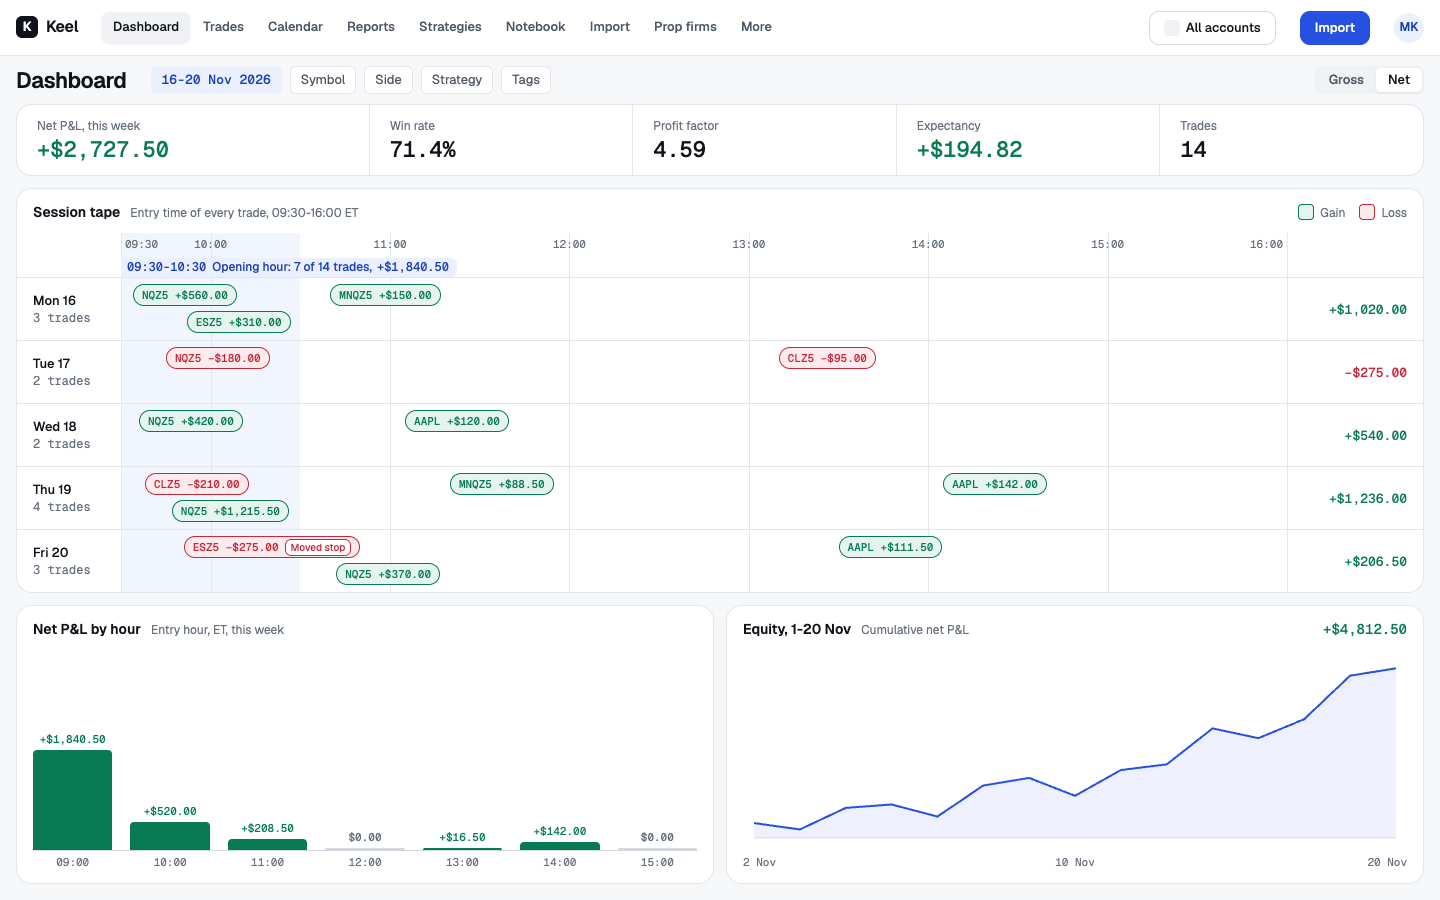 K Keel Dashboard Trades Calendar Reports Strategies Notebook Import Prop firms More All accounts Import MK
Dashboard 16-20 Nov 2026 Symbol Side Strategy Tags Gross Net
Net P&L, this week Win rate Profit factor Expectancy Trades
+$2,727.50 71.4% 4.59 +$194.82 14
Session tape Entry time of every trade, 09:30-16:00 ET Gain Loss
09:30 10:00 11:00 12:00 13:00 14:00 15:00 16:00
09:30-10:30 Opening hour: 7 of 14 trades, +$1,840.50
Mon 16 NQZ5 +$560.00 MNQZ5 +$150.00
3 trades ESZ5 +$310.00 +$1,020.00
Tue 17 NQZ5 −$180.00 CLZ5 −$95.00
2 trades −$275.00
Wed 18 NQZ5 +$420.00 AAPL +$120.00
2 trades +$540.00
Thu 19 CLZ5 −$210.00 MNQZ5 +$88.50 AAPL +$142.00
4 trades NQZ5 +$1,215.50 +$1,236.00
Fri 20 ESZ5 −$275.00 Moved stop AAPL +$111.50
3 trades NQZ5 +$370.00 +$206.50
Net P&L by hour Entry hour, ET, this week
+$1,840.50
+$520.00
+$208.50
$0.00
+$16.50
+$142.00
$0.00
09:00 10:00 11:00 12:00 13:00 14:00 15:00
Equity, 1-20 Nov Cumulative net P&L +$4,812.50
2 Nov 10 Nov 20 Nov